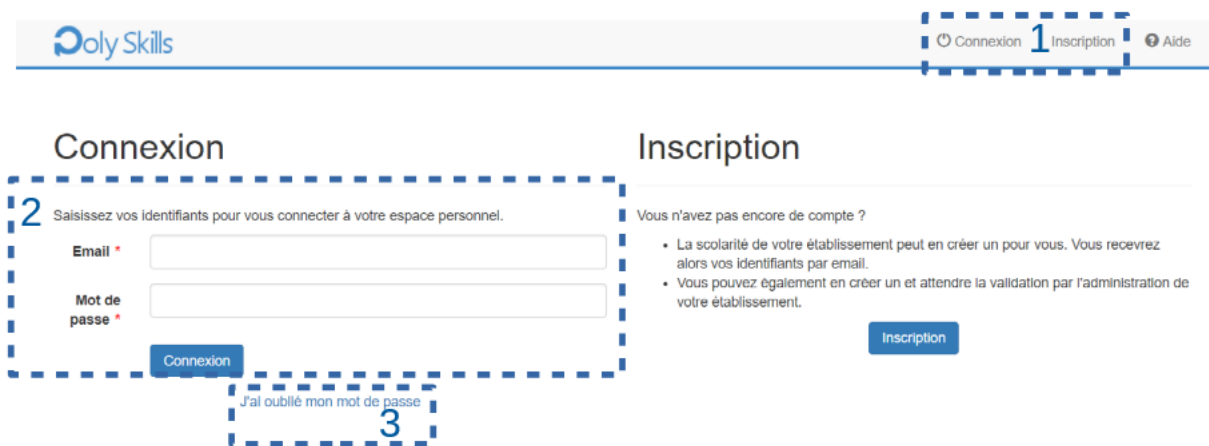 Poly Skills
Connexion 1 Inscription Aide
Connexion
2 Saisissez vos identifiants pour vous connecter à votre espace personnel.
Email *
Mot de
passe *
Connexion
J'ai oublié mon mot de passe
3
Inscription
Vous n'avez pas encore de compte ?
• La scolarité de votre établissement peut en créer un pour vous. Vous recevrez
alors vos identifiants par email.
• Vous pouvez également en créer un et attendre la validation par l'administration de
votre établissement.
Inscription